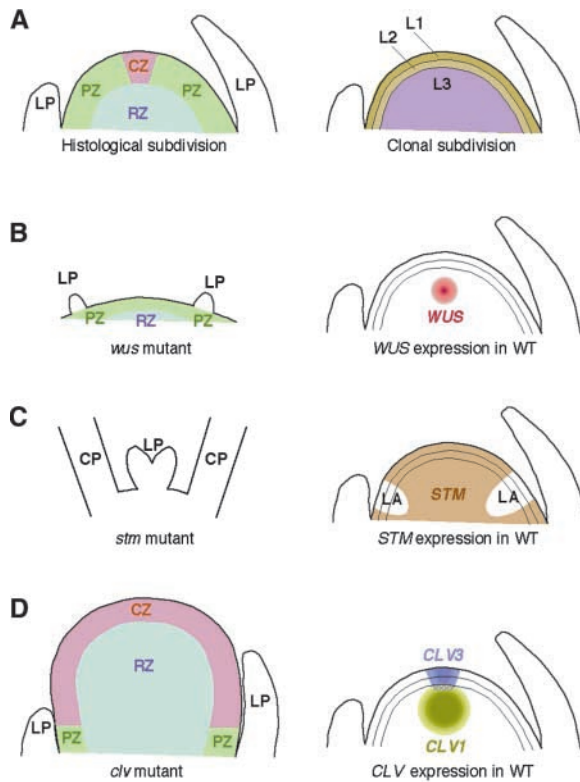 A
LP
CZ
PZ
PZ
RZ
LP
Histological subdivision
L1
L2
L3
Clonal subdivision
B
LP
LP
PZ
RZ
PZ
wus mutant
WUS
WUS expression in WT
C
CP
LP
CP
stm mutant
LA
STM
LA
STM expression in WT
D
CZ
RZ
LP
PZ
PZ
LP
clv mutant
CLV3
CLV1
CLV expression in WT